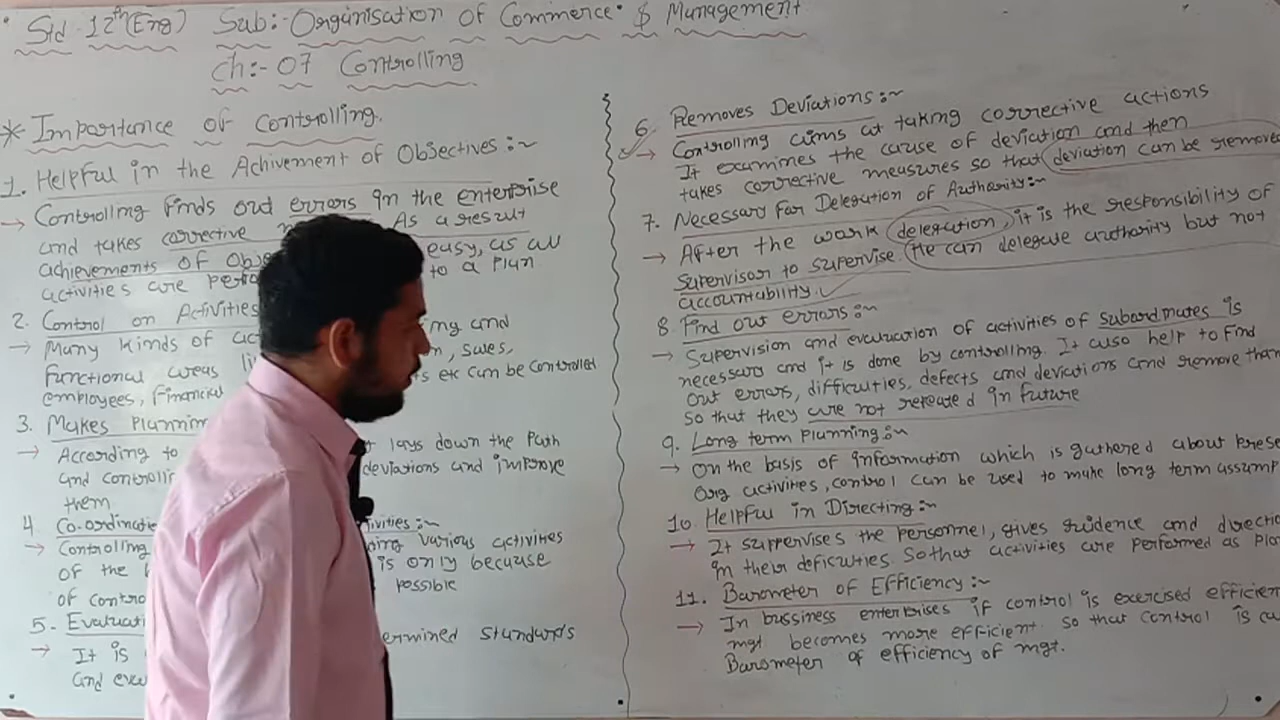 Std 12th (Eng) Sub:- Organisation of Commerce & Management
Ch:- 07 Controlling
* Importance of Controlling.
1. Helpful in the Achivement of Objectives :~
→ Controlling finds out errors in the enterprise
and takes corrective As a result
achievements of easy, as all
activities are to a Plan
2. Control on Activities
→ Many kinds of ing and
functional areas , sales,
employees, financial etc can be controlled
3. Makes Planning
→ According to lays down the Path
and deviations and improve
them
4. ivities :~
→ Controlling various activities
of the is only because
of possible
5.
→ It is ermined standards
and
6. Removes Deviations :~
→ Controlling aims at taking corrective actions
It examines the cause of deviation and then
takes corrective measures so that deviation can be remove
7. Necessary for Delegation of Authority :~
→ After the work delegation, it is the responsibility of
supervisor to supervise. He can delegate authority but not
accountability.
8. Find out errors :~
→ Supervision and evaluation of activities of subordinates is
necessary and it is done by controlling. It also help to find
out errors, difficulties, defects and deviations and remove them
so that they are not repeated in future
9. Long term Planning :~
→ On the basis of information which is gathered about Prese
Org activities, control can be used to make long term assump
10. Helpful in Directing :~
→ It suppervises the personnel, gives guidence and directi
in their deficulties. So that activities are performed as Pla
11. Barometer of Efficiency :~
→ In bussiness enterprises if control is exercised efficien
mgt becomes more efficient. so that control is ca
Barometer of efficiency of mgt.